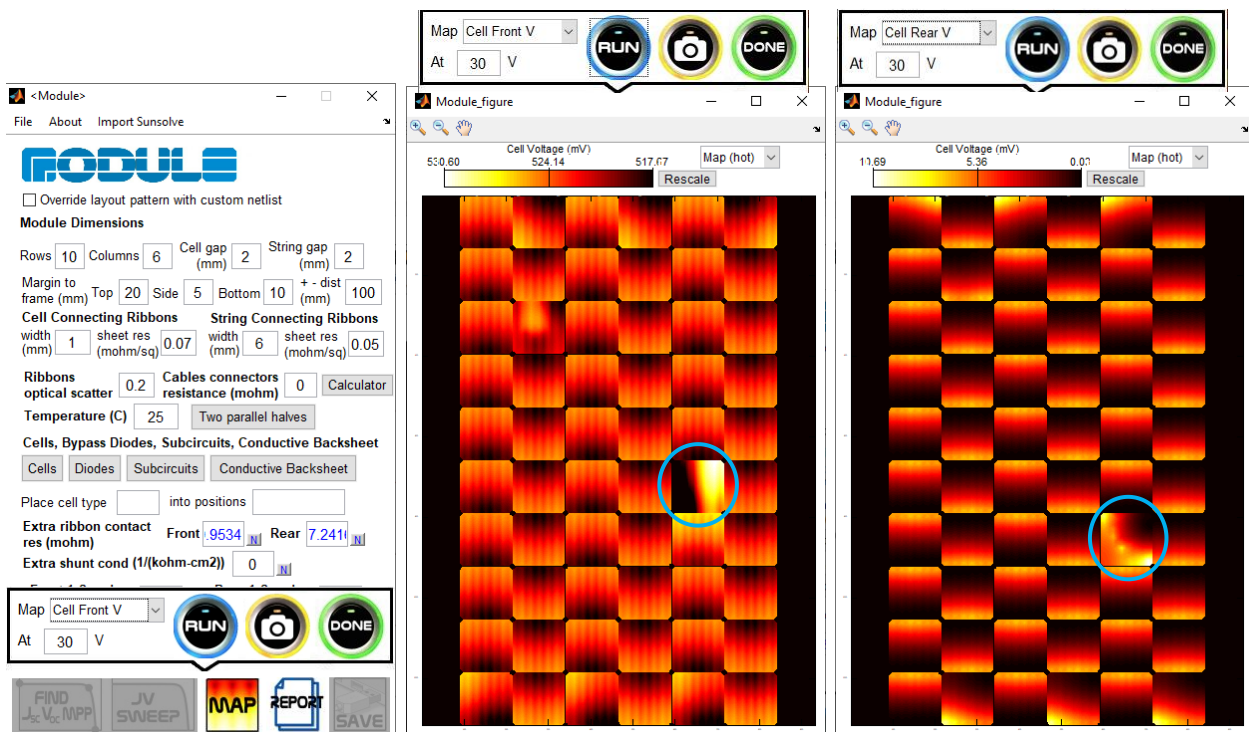 <Module>
File About Import Sunsolve
MODULE
Override layout pattern with custom netlist
Module Dimensions
Rows 10 Columns 6 Cell gap (mm) 2 String gap (mm) 2
Margin to frame (mm) Top 20 Side 5 Bottom 10 + - dist (mm) 100
Cell Connecting Ribbons String Connecting Ribbons
width (mm) 1 sheet res (mohm/sq) 0.07 width (mm) 6 sheet res (mohm/sq) 0.05
Ribbons optical scatter 0.2 Cables connectors resistance (mohm) 0 Calculator
Temperature (C) 25 Two parallel halves
Cells, Bypass Diodes, Subcircuits, Conductive Backsheet
Cells Diodes Subcircuits Conductive Backsheet
Place cell type into positions
Extra ribbon contact res (mohm) Front .9534 N Rear 7.241 N
Extra shunt cond (1/(kohm-cm2)) 0 N
Map Cell Front V RUN DONE
At 30 V
FIND Jsc Voc MPP JV SWEEP MAP REPORT SAVE
Map Cell Front V RUN DONE
At 30 V
Module_figure
Cell Voltage (mV)
530.60 524.14 517.67 Map (hot)
Rescale
Map Cell Rear V RUN DONE
At 30 V
Module_figure
Cell Voltage (mV)
5.36 Map (hot)
Rescale